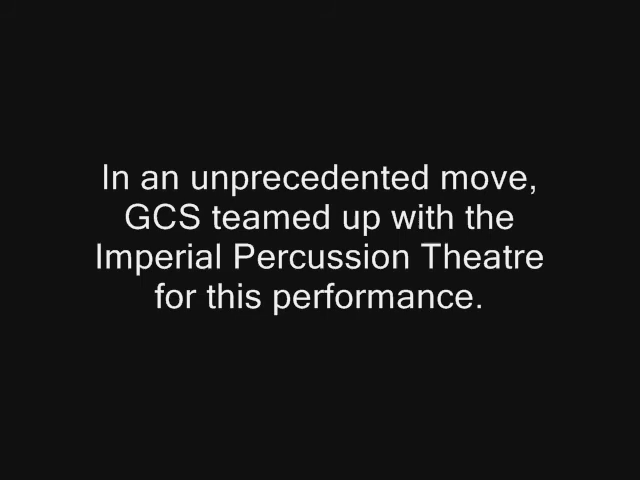 In an unprecedented move,
GCS teamed up with the
Imperial Percussion Theatre
for this performance.